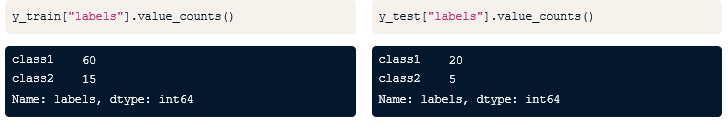 y_train["labels"].value_counts()
class1    60
class2    15
Name: labels, dtype: int64
y_test["labels"].value_counts()
class1    20
class2    5
Name: labels, dtype: int64